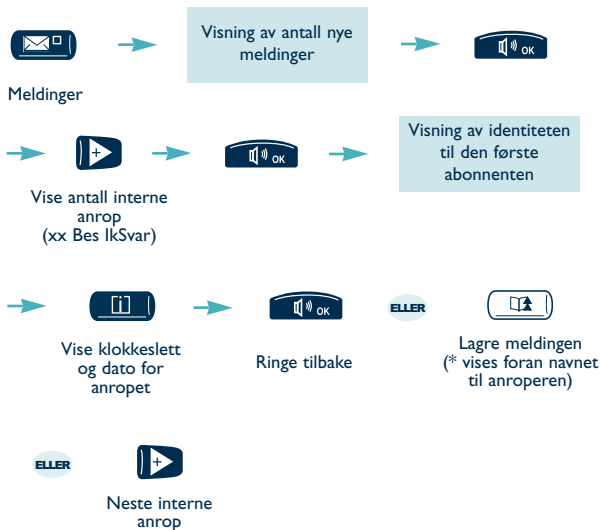 Visning av antall nye
meldinger
OK
Meldinger
OK
Visning av identiteten
til den første
abonnenten
Vise antall interne
anrop
(xx Bes IkSvar)
i
OK
ELLER
Vise klokkeslett
og dato for
anropet
Ringe tilbake
Lagre meldingen
(* vises foran navnet
til anroperen)
ELLER
Neste interne
anrop